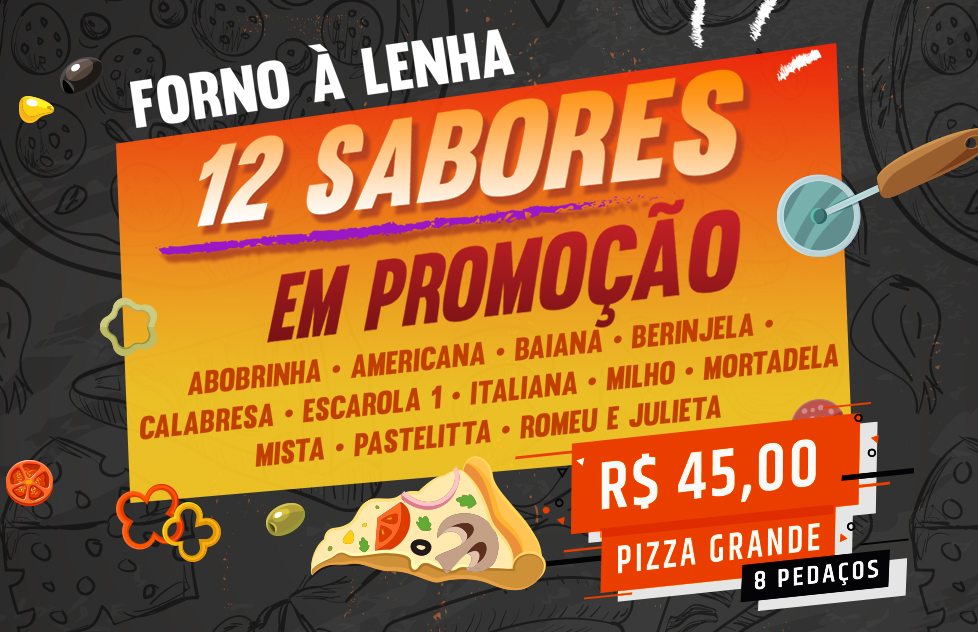 FORNO À LENHA
12 SABORES
EM PROMOÇÃO
ABOBRINHA • AMERICANA • BAIANA • BERINJELA •
CALABRESA • ESCAROLA 1 • ITALIANA • MILHO • MORTADELA
MISTA • PASTELITTA • ROMEU E JULIETA
R$ 45,00
PIZZA GRANDE
8 PEDAÇOS